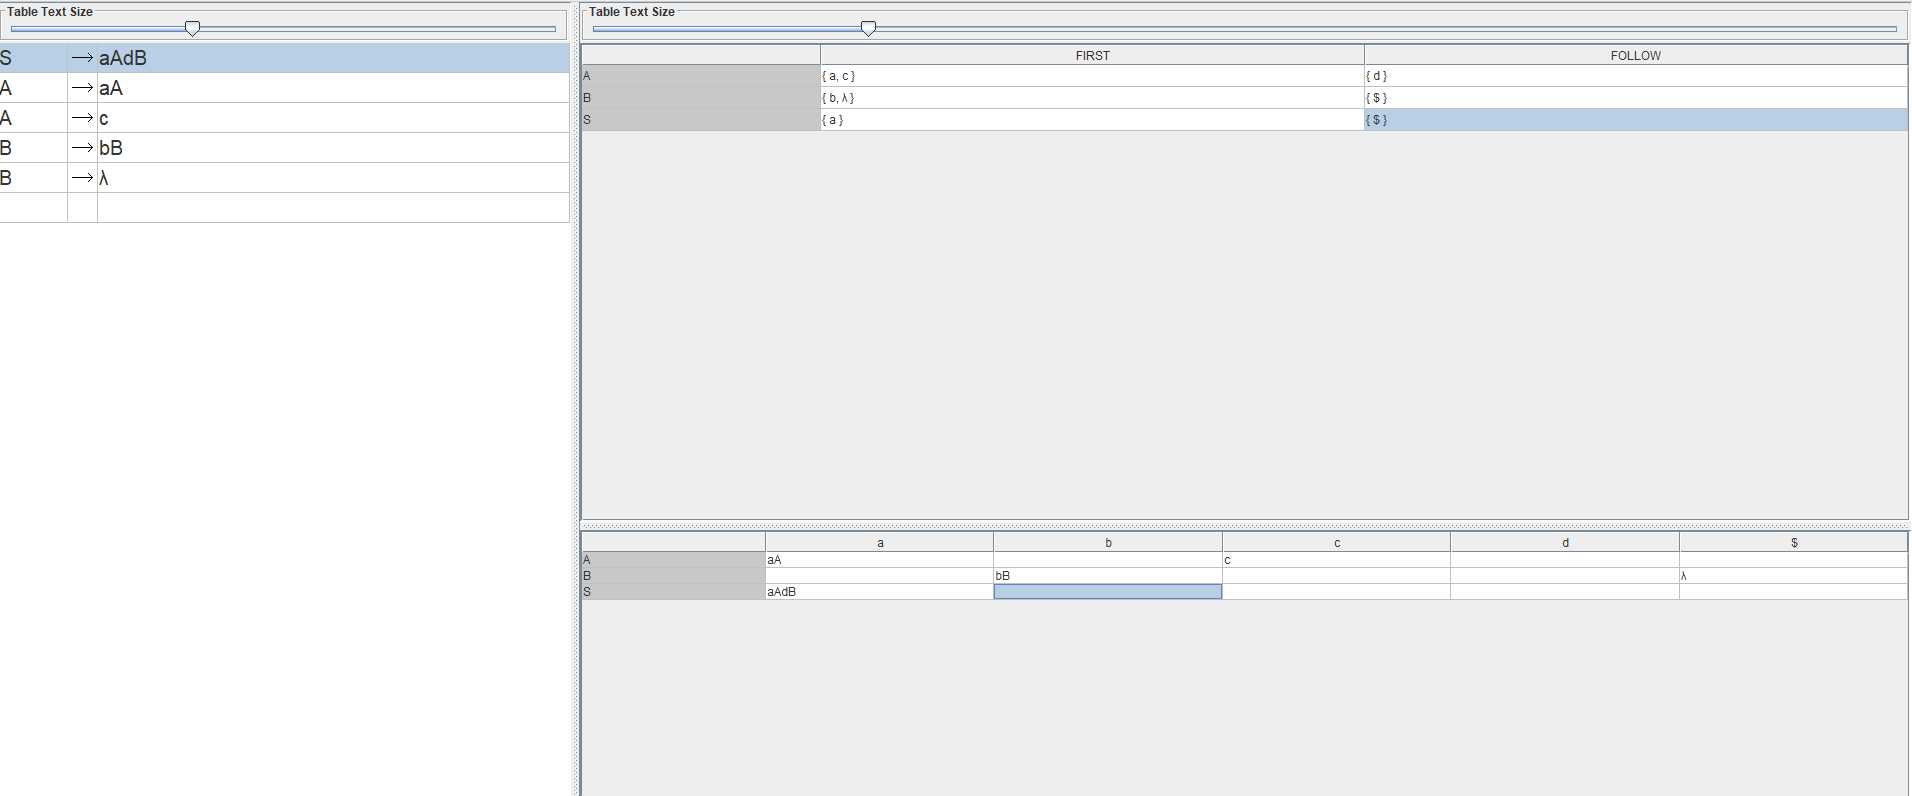 Table Text Size
S → aAdB
A → aA
A → c
B → bB
B → λ
Table Text Size
FIRST FOLLOW
A { a, c } { d }
B { b, λ } { $ }
S { a } { $ }
a b c d $
A aA c
B bB λ
S aAdB